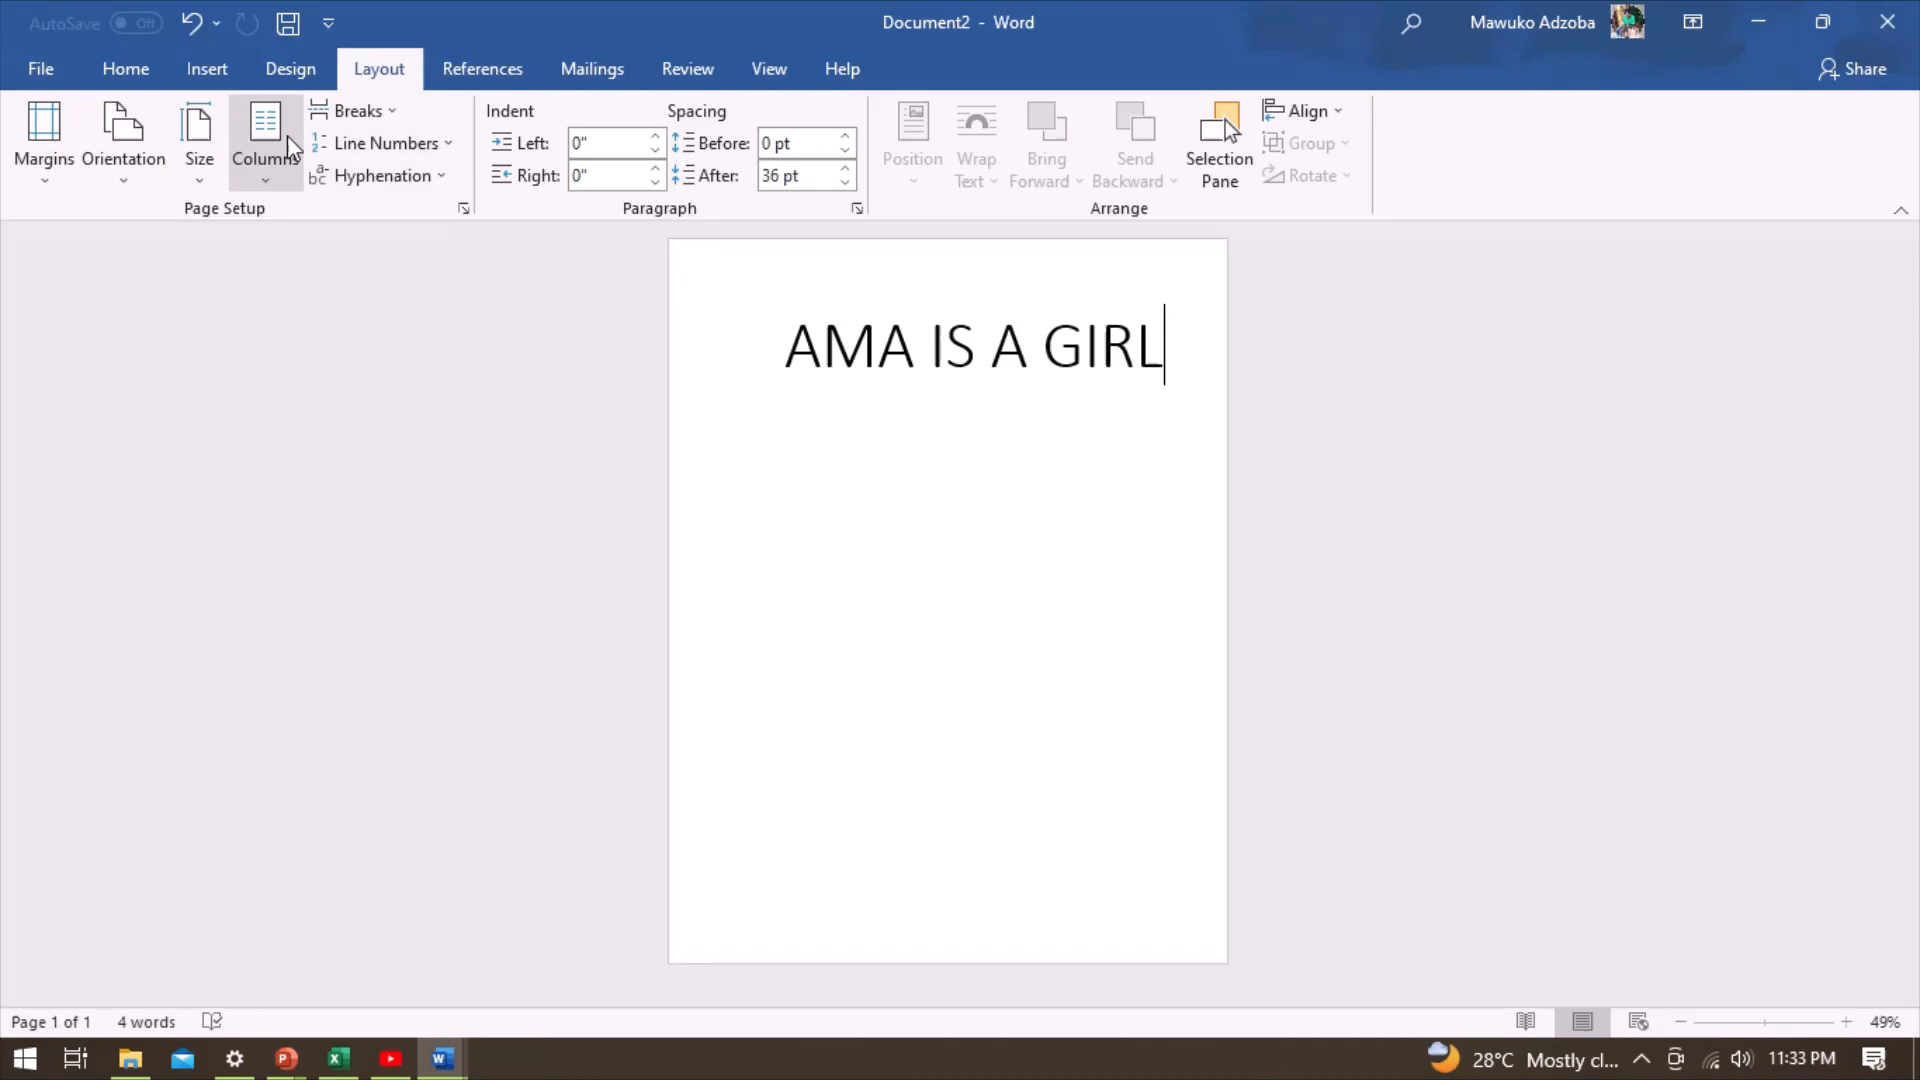 AutoSave Off
Document2 - Word
Mawuko Adzoba
File Home Insert Design Layout References Mailings Review View Help
Share
Margins
Orientation
Size
Columns
Breaks
Line Numbers
Hyphenation
Page Setup
Indent
Left: 0"
Right: 0"
Spacing
Before: 0 pt
After: 36 pt
Paragraph
Position
Wrap
Text
Bring
Forward
Send
Backward
Selection
Pane
Align
Group
Rotate
Arrange
AMA IS A GIRL
Page 1 of 1 4 words
49%
28°C Mostly cl...
11:33 PM